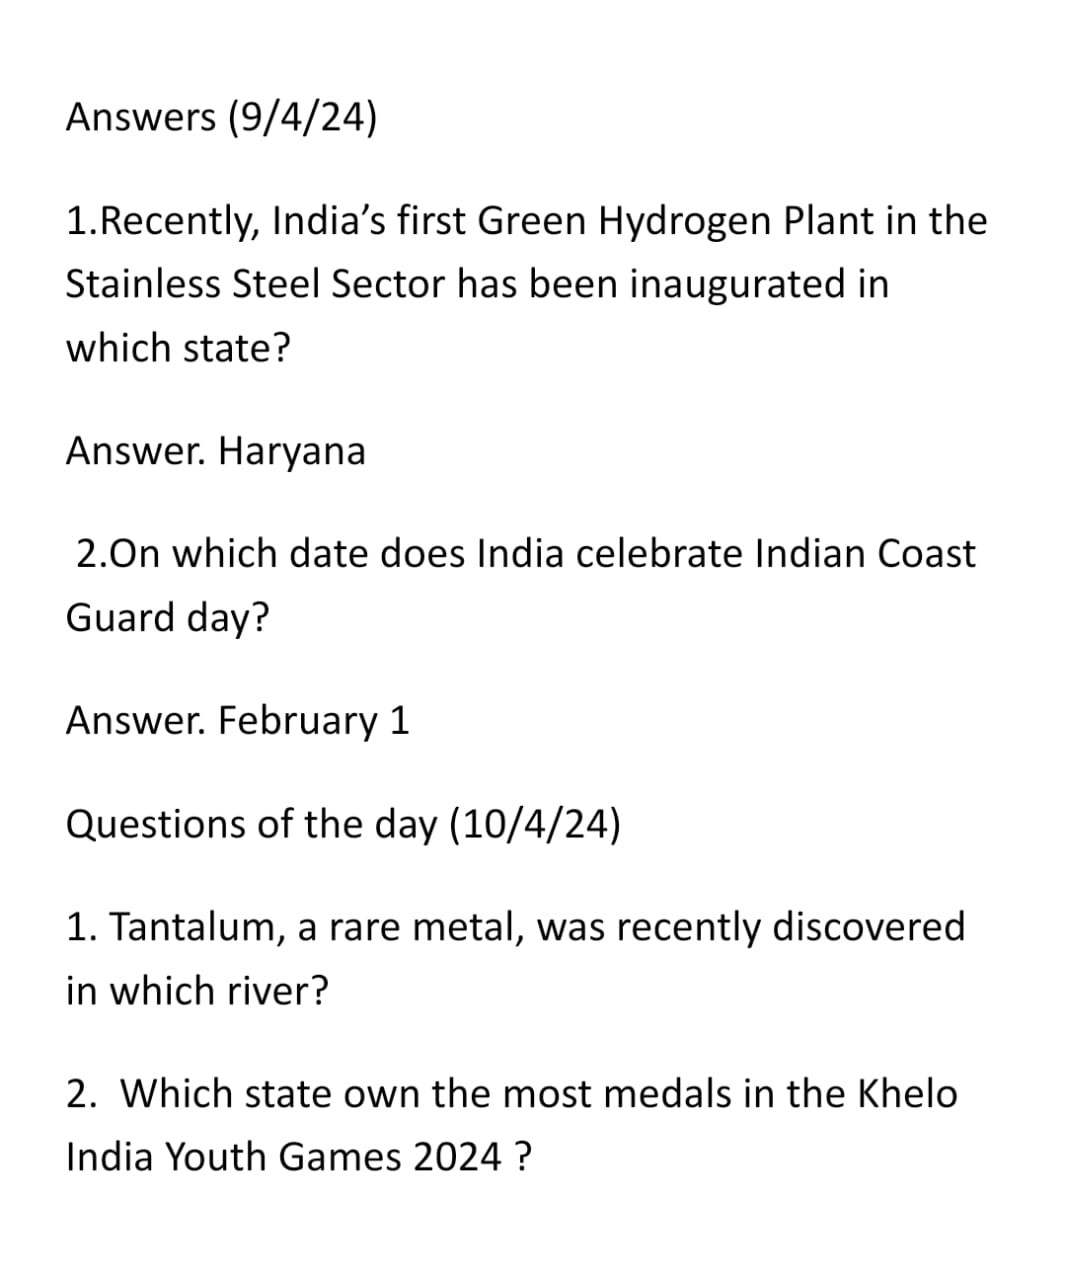 Answers (9/4/24)
1.Recently, India’s first Green Hydrogen Plant in the
Stainless Steel Sector has been inaugurated in
which state?
Answer. Haryana
2.On which date does India celebrate Indian Coast
Guard day?
Answer. February 1
Questions of the day (10/4/24)
1. Tantalum, a rare metal, was recently discovered
in which river?
2.  Which state own the most medals in the Khelo
India Youth Games 2024 ?